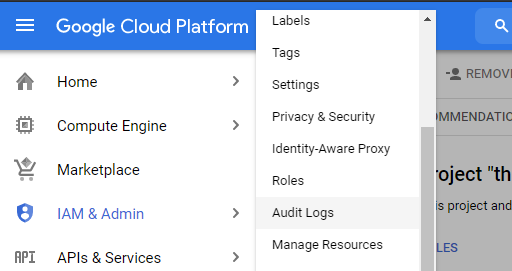 Google Cloud Platform
Home
Compute Engine
Marketplace
IAM & Admin
API
APIs & Services
Labels
Tags
Settings
Privacy & Security
Identity-Aware Proxy
Roles
Audit Logs
Manage Resources
REMOV
OMMENDATIO
roject "th
is project and
LES